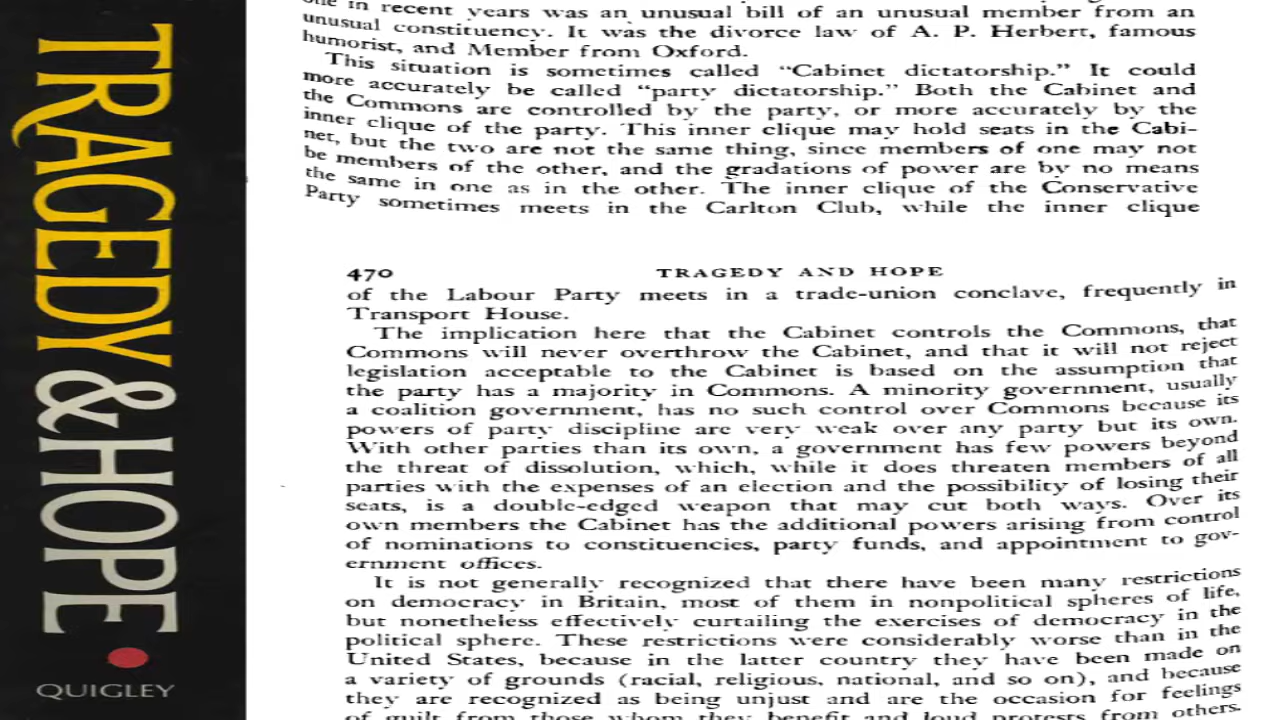 TRAGEDY & HOPE
QUIGLEY
one in recent years was an unusual bill of an unusual member from an
unusual constituency. It was the divorce law of A. P. Herbert, famous
humorist, and Member from Oxford.
This situation is sometimes called “Cabinet dictatorship.” It could
more accurately be called “party dictatorship.” Both the Cabinet and
the Commons are controlled by the party, or more accurately by the
inner clique of the party. This inner clique may hold seats in the Cabi-
net, but the two are not the same thing, since members of one may not
be members of the other, and the gradations of power are by no means
the same in one as in the other. The inner clique of the Conservative
Party sometimes meets in the Carlton Club, while the inner clique
470 TRAGEDY AND HOPE
of the Labour Party meets in a trade-union conclave, frequently in
Transport House.
The implication here that the Cabinet controls the Commons, that
Commons will never overthrow the Cabinet, and that it will not reject
legislation acceptable to the Cabinet is based on the assumption that
the party has a majority in Commons. A minority government, usually
a coalition government, has no such control over Commons because its
powers of party discipline are very weak over any party but its own.
With other parties than its own, a government has few powers beyond
the threat of dissolution, which, while it does threaten members of all
parties with the expenses of an election and the possibility of losing their
seats, is a double-edged weapon that may cut both ways. Over its
own members the Cabinet has the additional powers arising from control
of nominations to constituencies, party funds, and appointment to gov-
ernment offices.
It is not generally recognized that there have been many restrictions
on democracy in Britain, most of them in nonpolitical spheres of life,
but nonetheless effectively curtailing the exercises of democracy in the
political sphere. These restrictions were considerably worse than in the
United States, because in the latter country they have been made on
a variety of grounds (racial, religious, national, and so on), and because
they are recognized as being unjust and are the occasion for feelings
of guilt from those whom they benefit and loud protests from others.